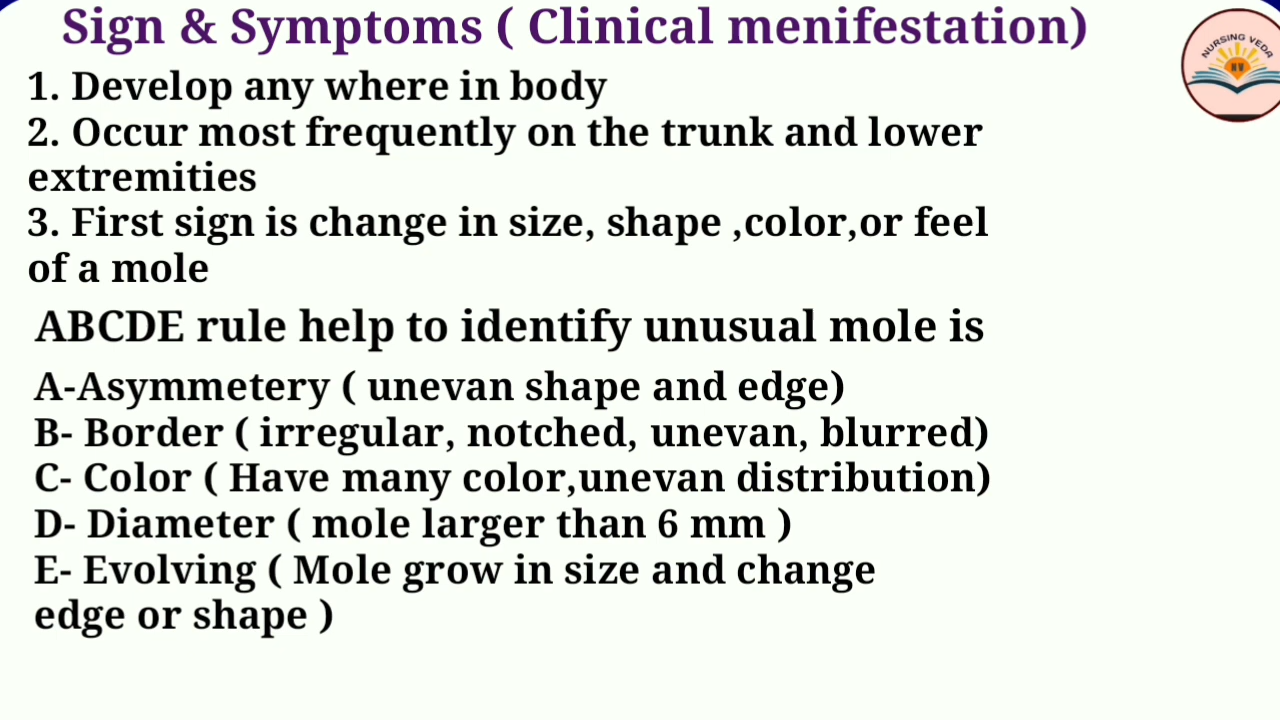 Sign & Symptoms ( Clinical menifestation)
NURSING VEDA
NV
1. Develop any where in body
2. Occur most frequently on the trunk and lower
extremities
3. First sign is change in size, shape ,color,or feel
of a mole
ABCDE rule help to identify unusual mole is
A-Asymmetery ( unevan shape and edge)
B- Border ( irregular, notched, unevan, blurred)
C- Color ( Have many color,unevan distribution)
D- Diameter ( mole larger than 6 mm )
E- Evolving ( Mole grow in size and change
edge or shape )